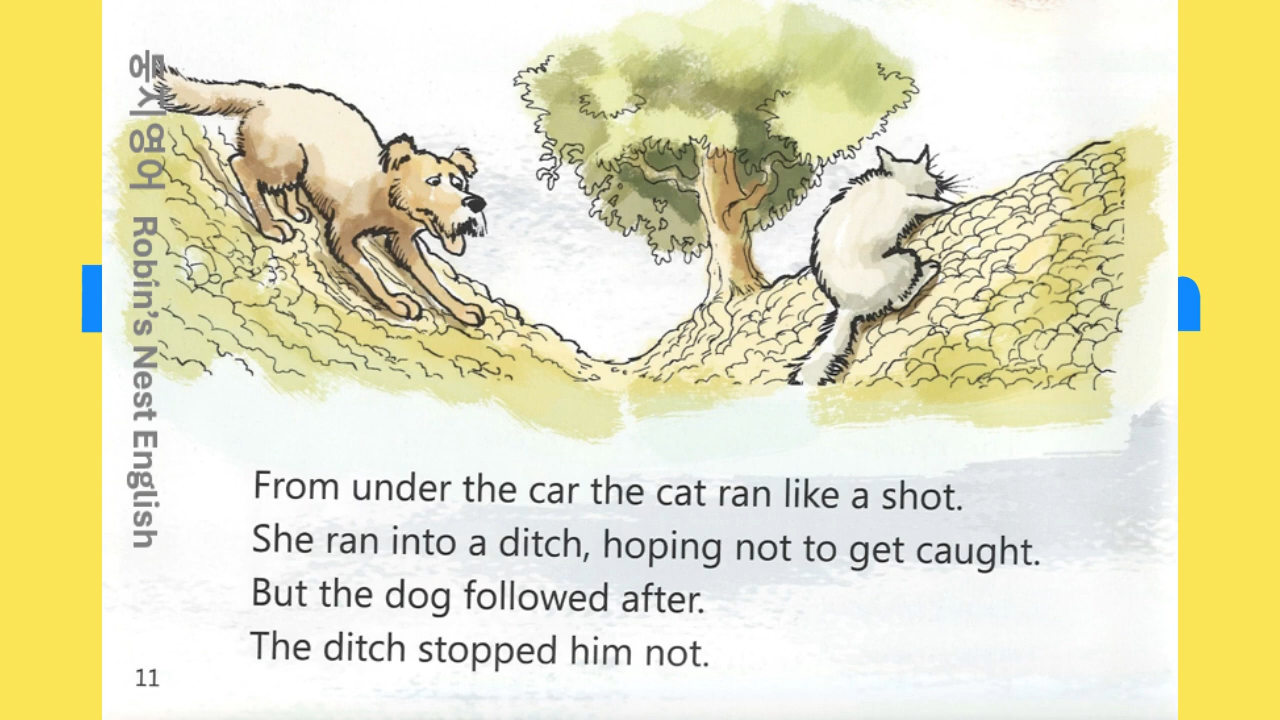 둥지영어 Robin's Nest English
From under the car the cat ran like a shot.
She ran into a ditch, hoping not to get caught.
But the dog followed after.
The ditch stopped him not.
11